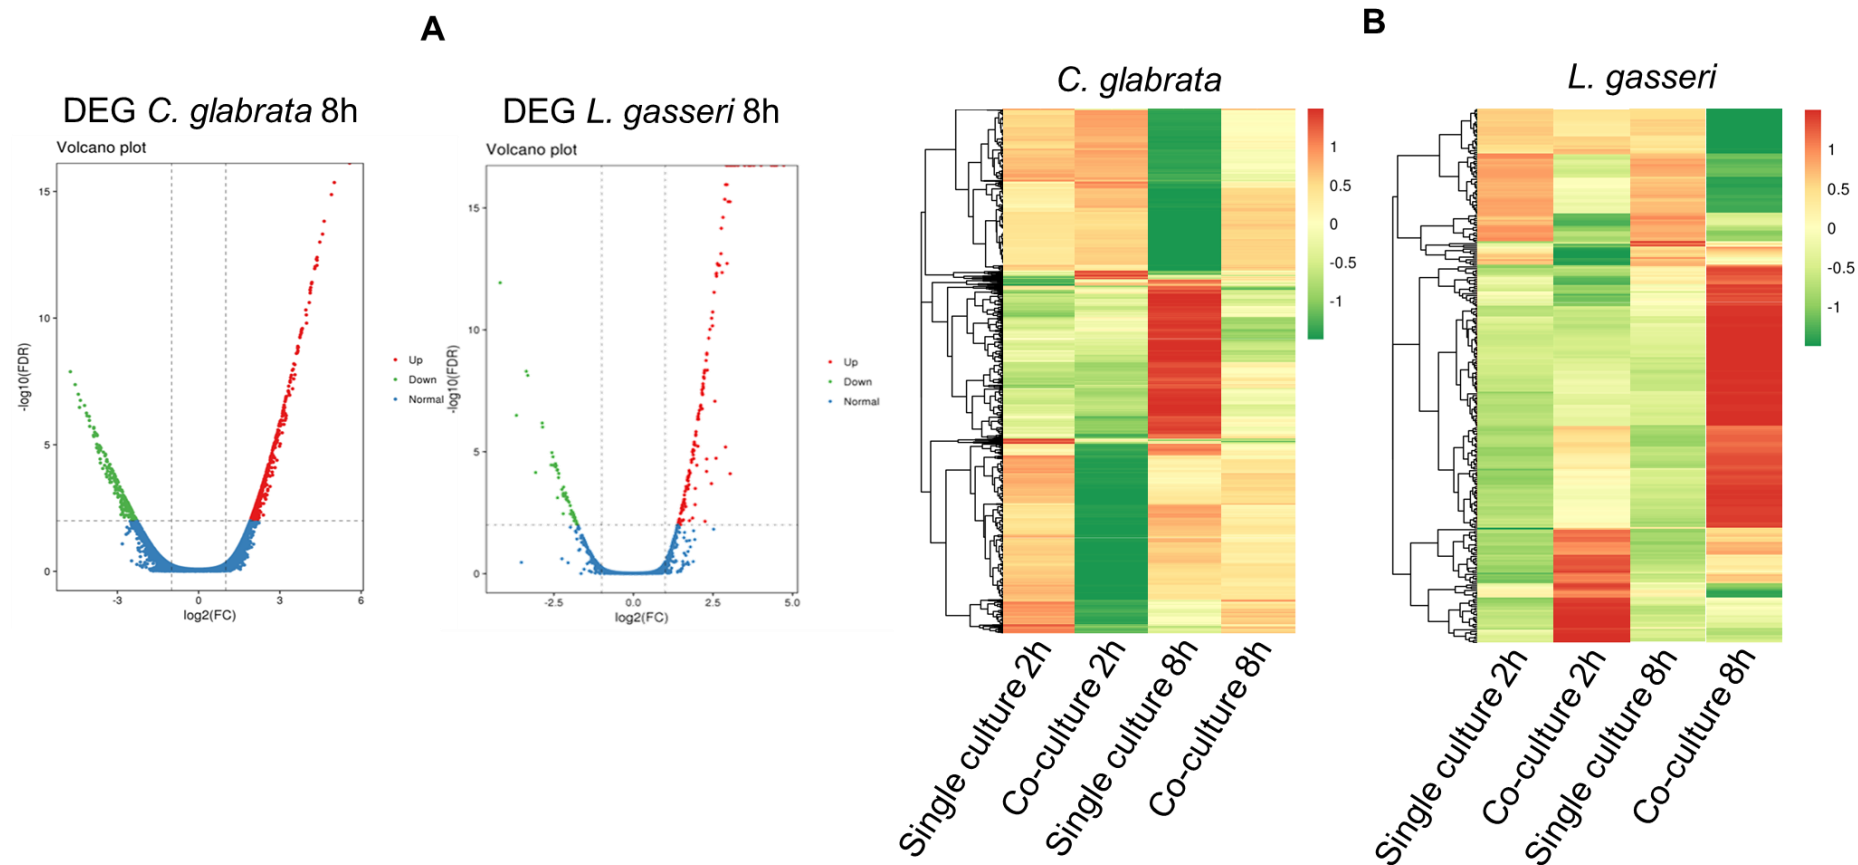 A
B
DEG C. glabrata 8h
Volcano plot
-log10(FDR)
15
10
5
0
-3
0
3
6
log2(FC)
Up
Down
Normal
DEG L. gasseri 8h
Volcano plot
-log10(FDR)
15
10
5
0
-2.5
0.0
2.5
5.0
log2(FC)
Up
Down
Normal
C. glabrata
1
0.5
0
-0.5
-1
Single culture 2h
Co-culture 2h
Single culture 8h
Co-culture 8h
L. gasseri
1
0.5
0
-0.5
-1
Single culture 2h
Co-culture 2h
Single culture 8h
Co-culture 8h